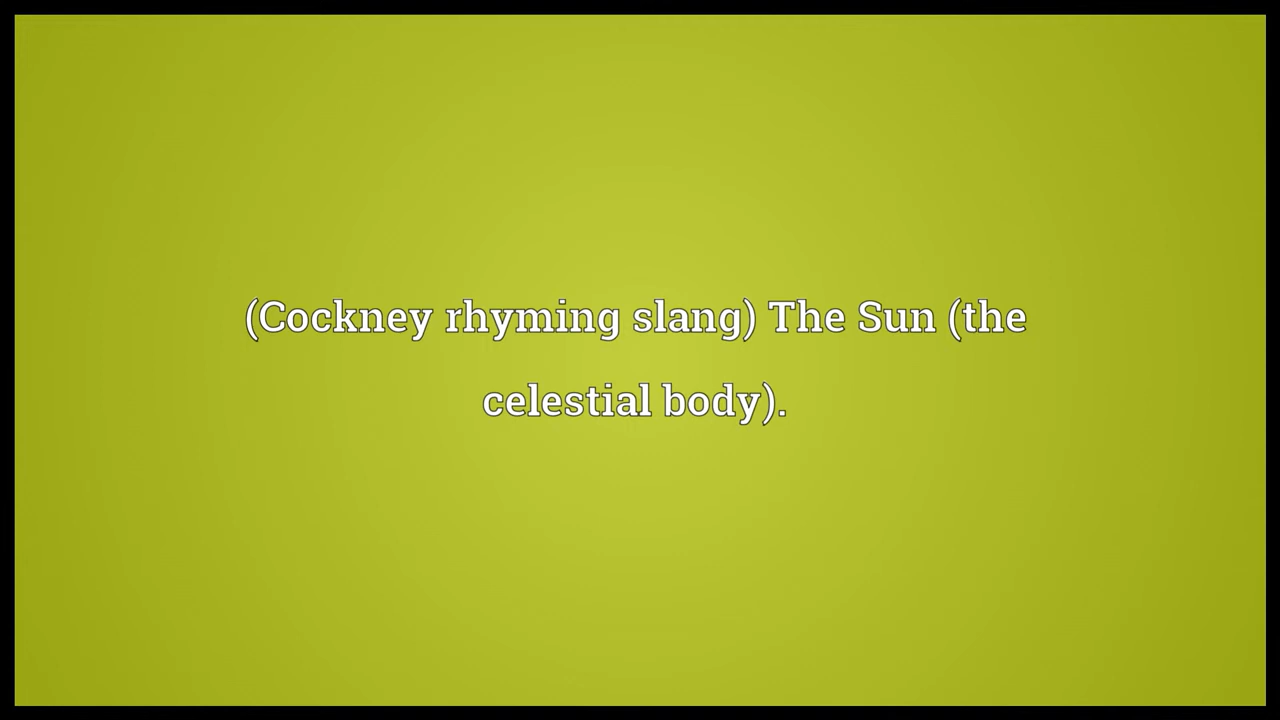 (Cockney rhyming slang) The Sun (the
celestial body).